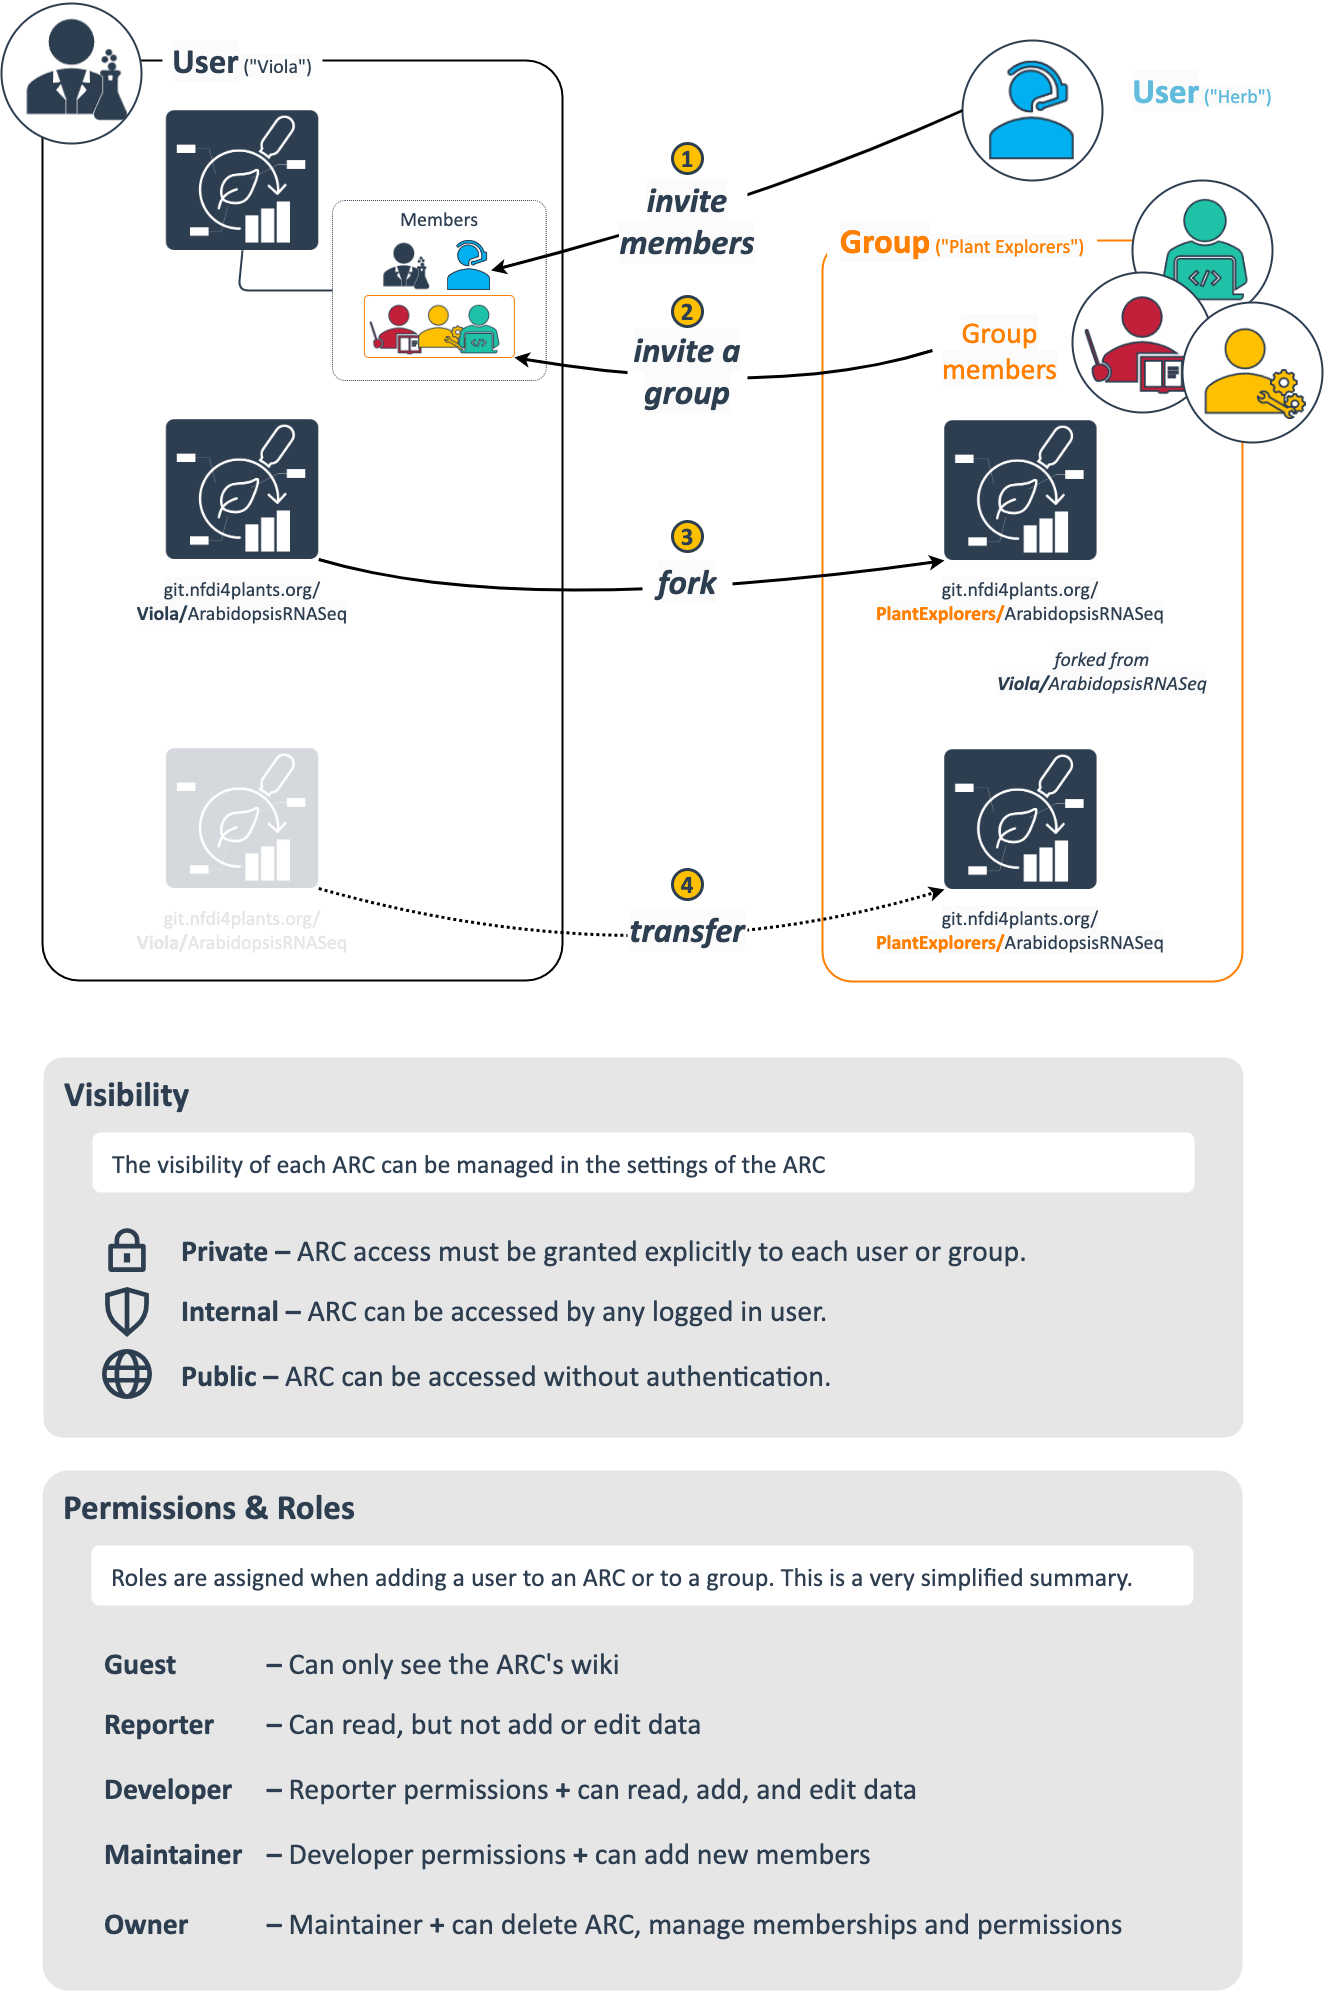 User ("Viola")
User ("Herb")
1
invite
members
Members
Group ("Plant Explorers")
2
invite a
group
Group
members
3
fork
git.nfdi4plants.org/
Viola/ArabidopsisRNASeq
git.nfdi4plants.org/
PlantExplorers/ArabidopsisRNASeq
forked from
Viola/ArabidopsisRNASeq
4
transfer
git.nfdi4plants.org/
Viola/ArabidopsisRNASeq
git.nfdi4plants.org/
PlantExplorers/ArabidopsisRNASeq
Visibility
The visibility of each ARC can be managed in the settings of the ARC
Private – ARC access must be granted explicitly to each user or group.
Internal – ARC can be accessed by any logged in user.
Public – ARC can be accessed without authentication.
Permissions & Roles
Roles are assigned when adding a user to an ARC or to a group. This is a very simplified summary.
Guest – Can only see the ARC's wiki
Reporter – Can read, but not add or edit data
Developer – Reporter permissions + can read, add, and edit data
Maintainer – Developer permissions + can add new members
Owner – Maintainer + can delete ARC, manage memberships and permissions